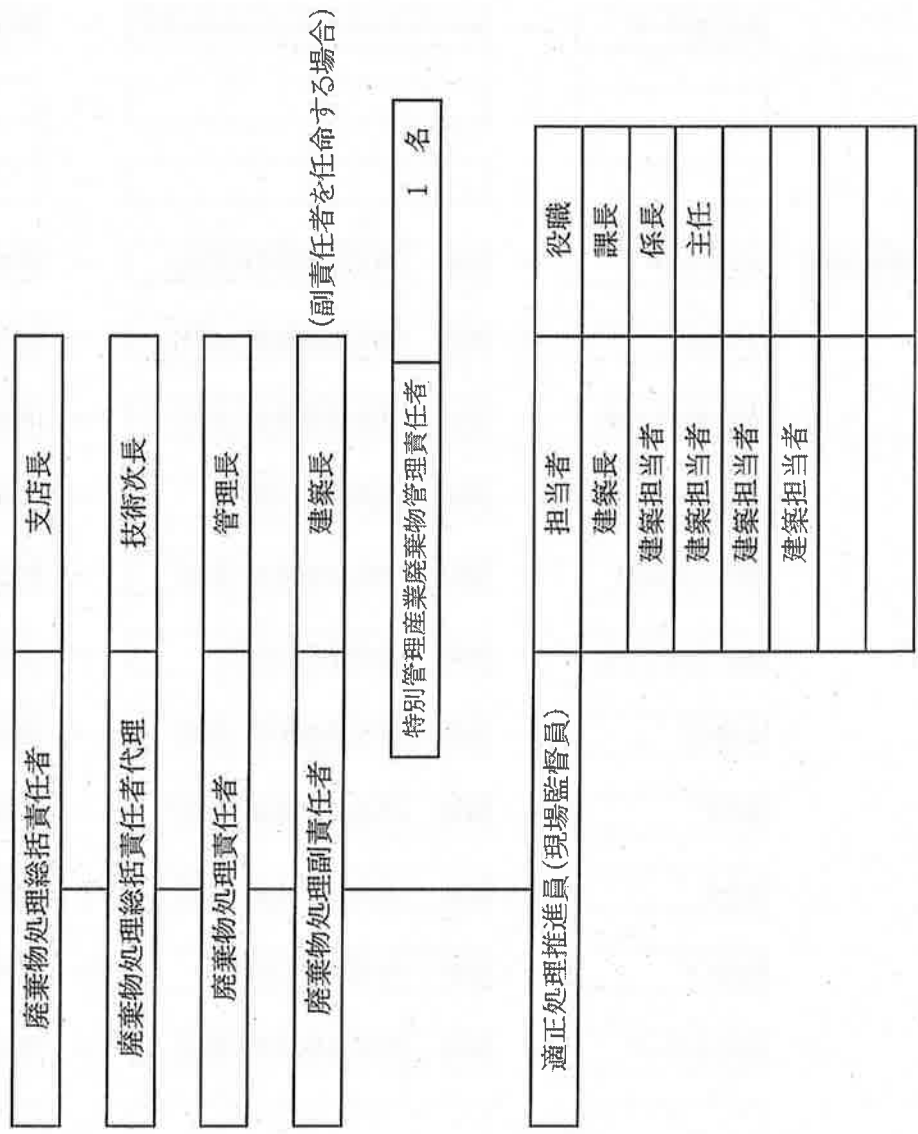 廃棄物処理総括責任者 支店長
廃棄物処理総括責任者代理 技術次長
廃棄物処理責任者 管理長
廃棄物処理副責任者 建築長
(副責任者を任命する場合)
特別管理産業廃棄物管理責任者 1 名
適正処理推進員(現場監督員) 担当者 役職
建築長 課長
建築担当者 係長
建築担当者 主任
建築担当者
建築担当者